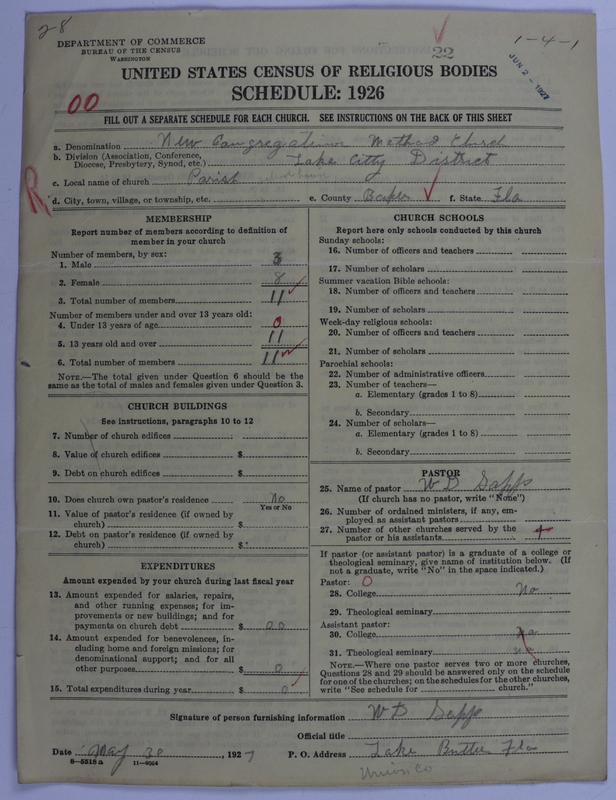 28
DEPARTMENT OF COMMERCE
BUREAU OF THE CENSUS
WASHINGTON
22
1-4-1
JUN 2 - 1927
UNITED STATES CENSUS OF RELIGIOUS BODIES
SCHEDULE: 1926
00
FILL OUT A SEPARATE SCHEDULE FOR EACH CHURCH. SEE INSTRUCTIONS ON THE BACK OF THIS SHEET
a. Denomination New Congregational Method Church
b. Division (Association, Conference, Diocese, Presbytery, Synod, etc.) Lake Citty District
c. Local name of church Parish
R
d. City, town, village, or township, etc. e. County Baker f. State Fla
MEMBERSHIP
Report number of members according to definition of member in your church
Number of members, by sex:
1. Male 3
2. Female 8
3. Total number of members 11
Number of members under and over 13 years old:
4. Under 13 years of age 0
5. 13 years old and over 11
6. Total number of members 11
NOTE.—The total given under Question 6 should be
same as the total of males and females given under Question 3.
CHURCH BUILDINGS
See instructions, paragraphs 10 to 12
7. Number of church edifices
8. Value of church edifices $
9. Debt on church edifices $
10. Does church own pastor's residence No
Yes or No
11. Value of pastor's residence (if owned by
church) $
12. Debt on pastor's residence (if owned by
church) $
EXPENDITURES
Amount expended by your church during last fiscal year
13. Amount expended for salaries, repairs,
and other running expenses; for im-
provements or new buildings; and for
payments on church debt $ 00
14. Amount expended for benevolences, in-
cluding home and foreign missions; for
denominational support; and for all
other purposes $ 0
15. Total expenditures during year $ 0
CHURCH SCHOOLS
Report here only schools conducted by this church
Sunday schools:
16. Number of officers and teachers
17. Number of scholars
Summer vacation Bible schools:
18. Number of officers and teachers
19. Number of scholars
Week-day religious schools:
20. Number of officers and teachers
21. Number of scholars
Parochial schools:
22. Number of administrative officers
23. Number of teachers—
a. Elementary (grades 1 to 8)
b. Secondary
24. Number of scholars—
a. Elementary (grades 1 to 8)
b. Secondary
PASTOR
25. Name of pastor W D Sapp
(If church has no pastor, write "None")
26. Number of ordained ministers, if any, em-
ployed as assistant pastors
27. Number of other churches served by the
pastor or his assistants 4
If pastor (or assistant pastor) is a graduate of a college or
theological seminary, give name of institution below. (If
not a graduate, write "No" in the space indicated.)
Pastor: 0
28. College No
29. Theological seminary
Assistant pastor:
30. College no
31. Theological seminary no
NOTE.—Where one pastor serves two or more churches,
Questions 28 and 29 should be answered only on the schedule
for one of the churches; on the schedules for the other churches,
write "See schedule for church."
Signature of person furnishing information W D Sapp
Official title
Date May 30, 1927 P. O. Address Lake Butler Fla
8-5518 a 11-9064
Union Co